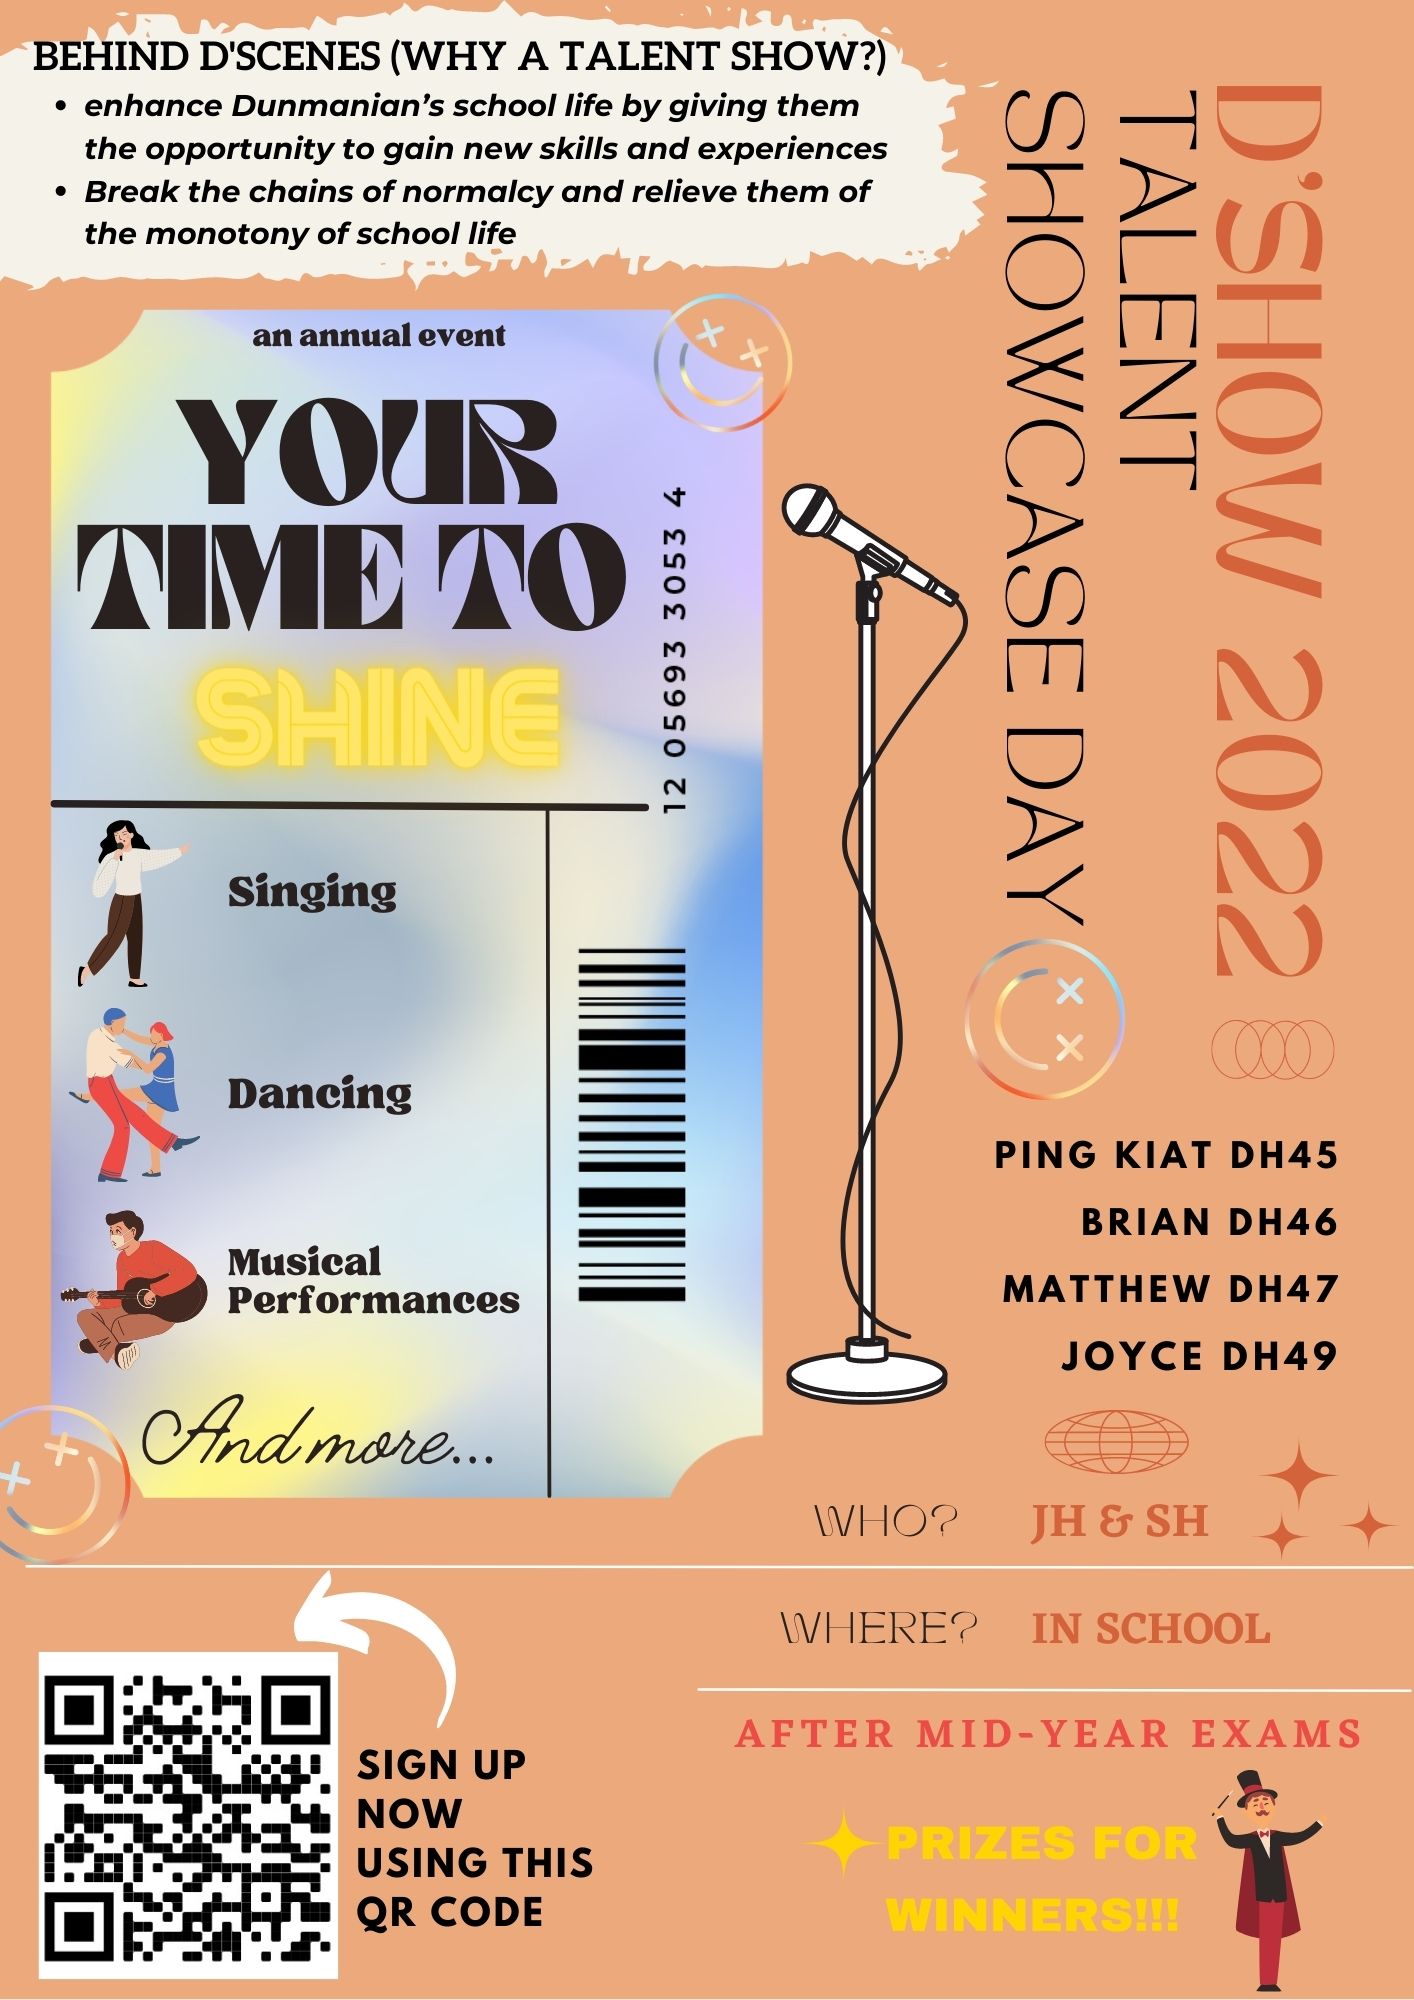 BEHIND D'SCENES (WHY A TALENT SHOW?)
• enhance Dunmanian’s school life by giving them
the opportunity to gain new skills and experiences
• Break the chains of normalcy and relieve them of
the monotony of school life
D'SHOW 2022
TALENT
SHOWCASE DAY
an annual event
YOUR
TIME TO
SHINE
12 05693 3053 4
Singing
Dancing
Musical
Performances
And more...
PING KIAT DH45
BRIAN DH46
MATTHEW DH47
JOYCE DH49
WHO? JH & SH
WHERE? IN SCHOOL
AFTER MID-YEAR EXAMS
PRIZES FOR
WINNERS!!!
SIGN UP
NOW
USING THIS
QR CODE